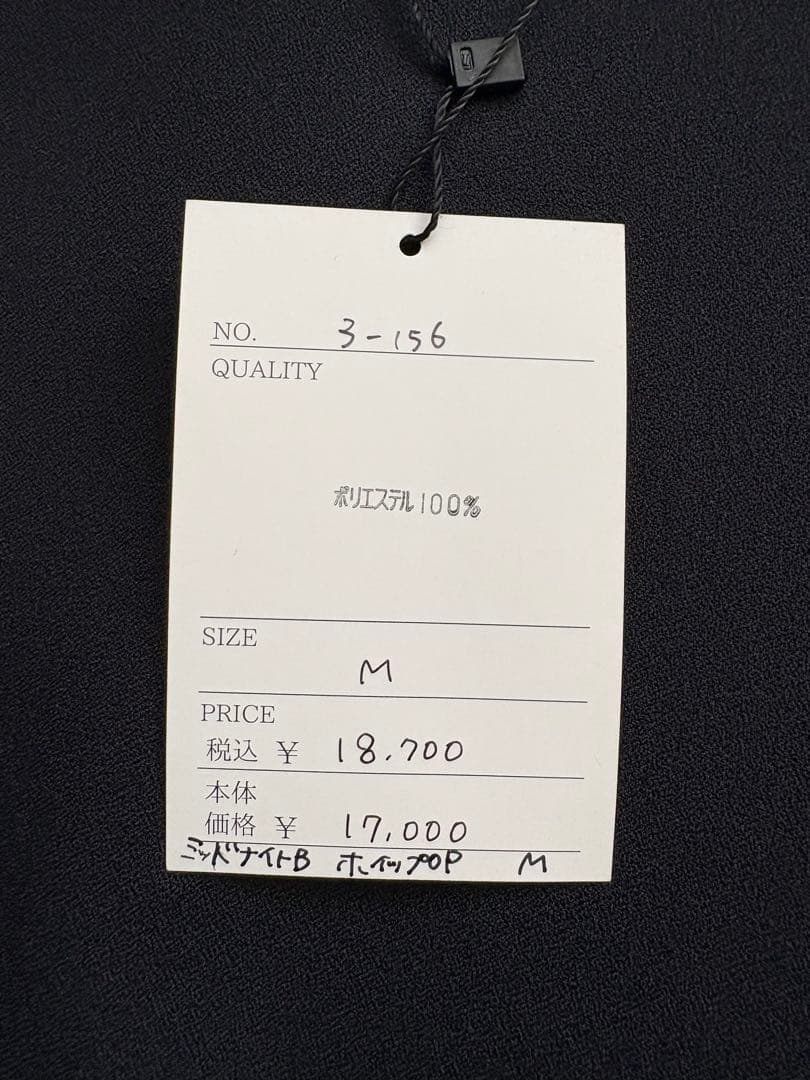 NO. 3-156
QUALITY
ポリエステル100%
SIZE
M
PRICE
税込 ¥ 18.700
本体
価格 ¥ 17,000
ミッドナイトB ホイップOP M